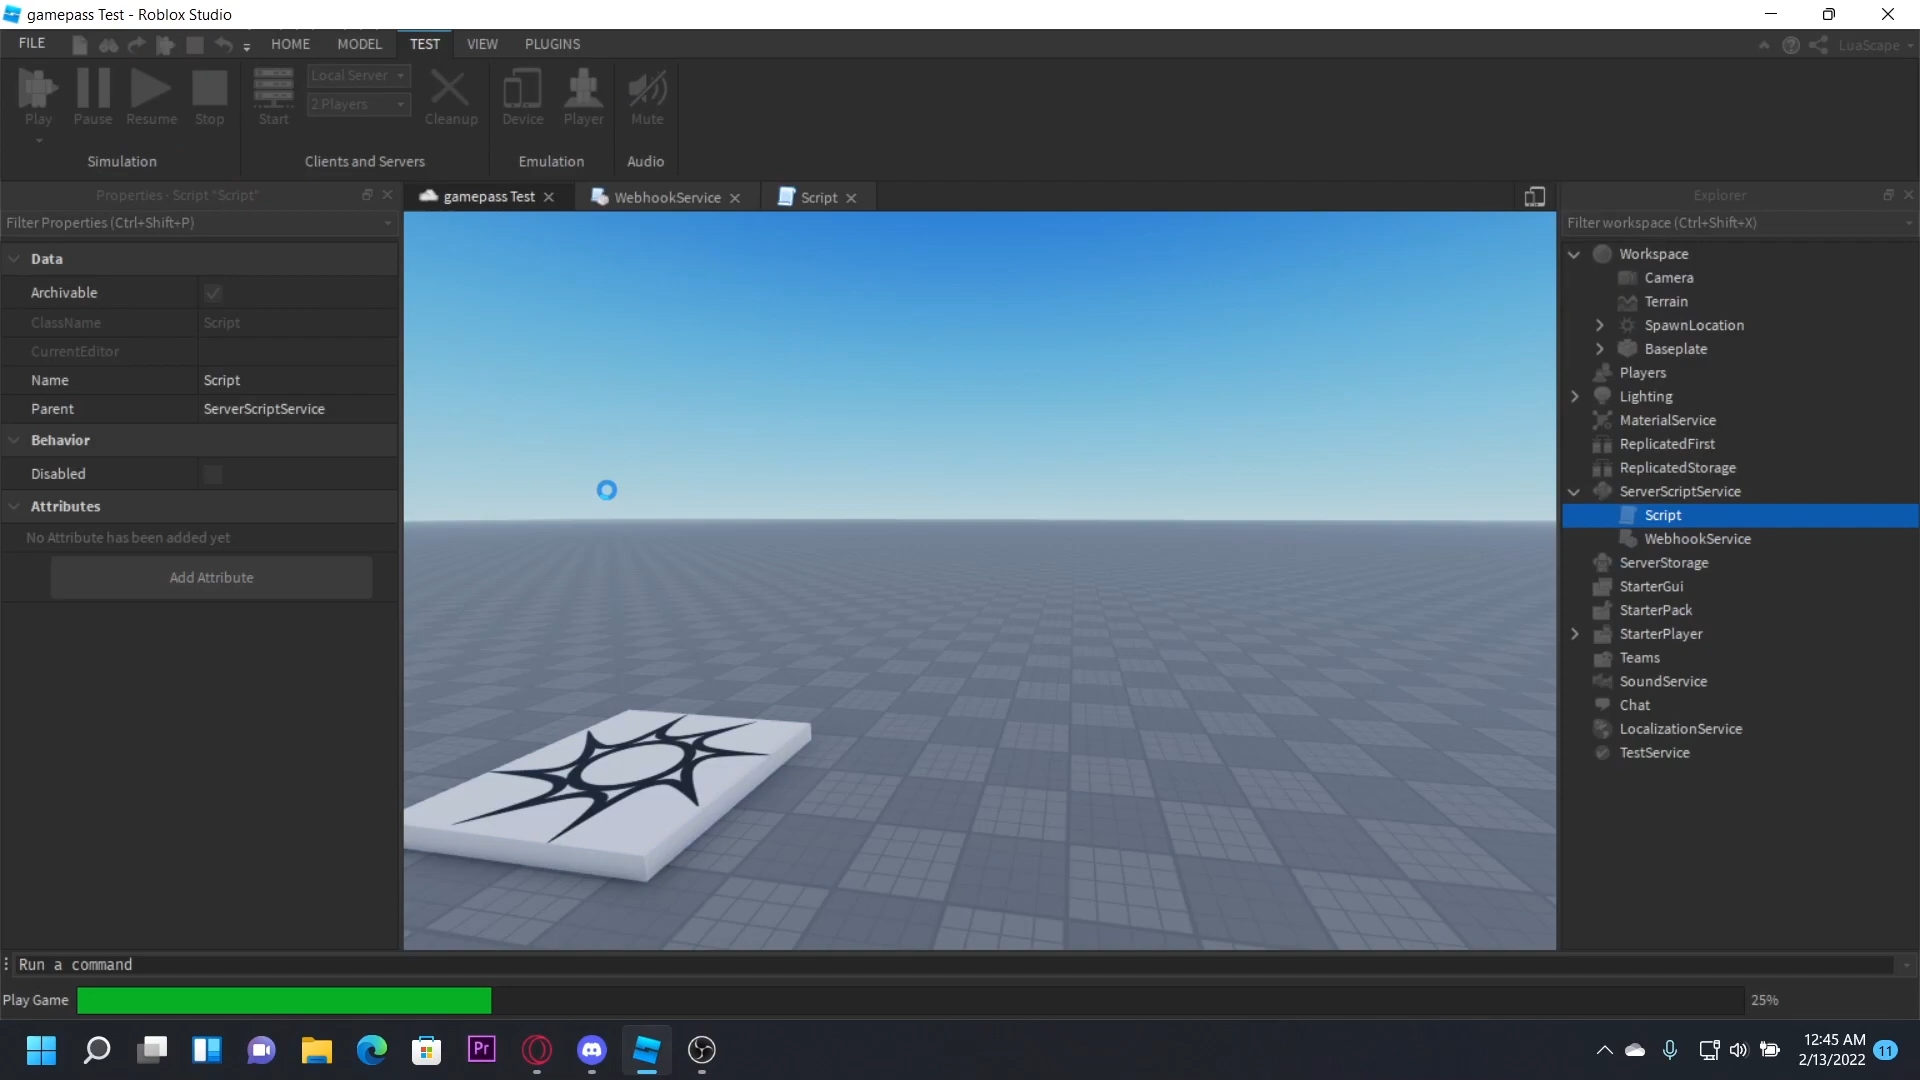 gamepass Test - Roblox Studio
FILE
HOME
MODEL
TEST
VIEW
PLUGINS
LuaScape
Play
Pause
Resume
Stop
Start
Local Server
2 Players
Cleanup
Device
Player
Mute
Simulation
Clients and Servers
Emulation
Audio
Properties - Script "Script"
gamepass Test
WebhookService
Script
Explorer
Filter Properties (Ctrl+Shift+P)
Filter workspace (Ctrl+Shift+X)
Data
Archivable
ClassName Script
CurrentEditor
Name Script
Parent ServerScriptService
Behavior
Disabled
Attributes
No Attribute has been added yet
Add Attribute
Workspace
Camera
Terrain
SpawnLocation
Baseplate
Players
Lighting
MaterialService
ReplicatedFirst
ReplicatedStorage
ServerScriptService
Script
WebhookService
ServerStorage
StarterGui
StarterPack
StarterPlayer
Teams
SoundService
Chat
LocalizationService
TestService
Run a command
Play Game
25%
Pr
12:45 AM
2/13/2022
11